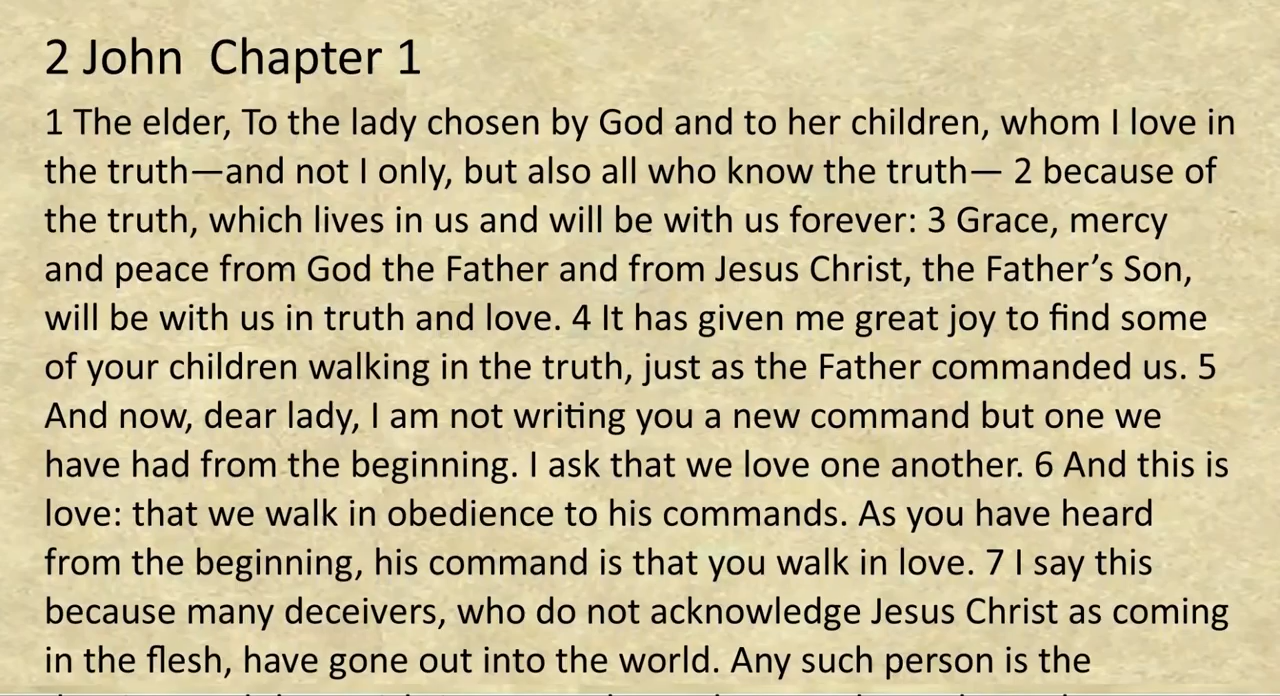 2 John  Chapter 1
1 The elder, To the lady chosen by God and to her children, whom I love in
the truth—and not I only, but also all who know the truth— 2 because of
the truth, which lives in us and will be with us forever: 3 Grace, mercy
and peace from God the Father and from Jesus Christ, the Father’s Son,
will be with us in truth and love. 4 It has given me great joy to find some
of your children walking in the truth, just as the Father commanded us. 5
And now, dear lady, I am not writing you a new command but one we
have had from the beginning. I ask that we love one another. 6 And this is
love: that we walk in obedience to his commands. As you have heard
from the beginning, his command is that you walk in love. 7 I say this
because many deceivers, who do not acknowledge Jesus Christ as coming
in the flesh, have gone out into the world. Any such person is the